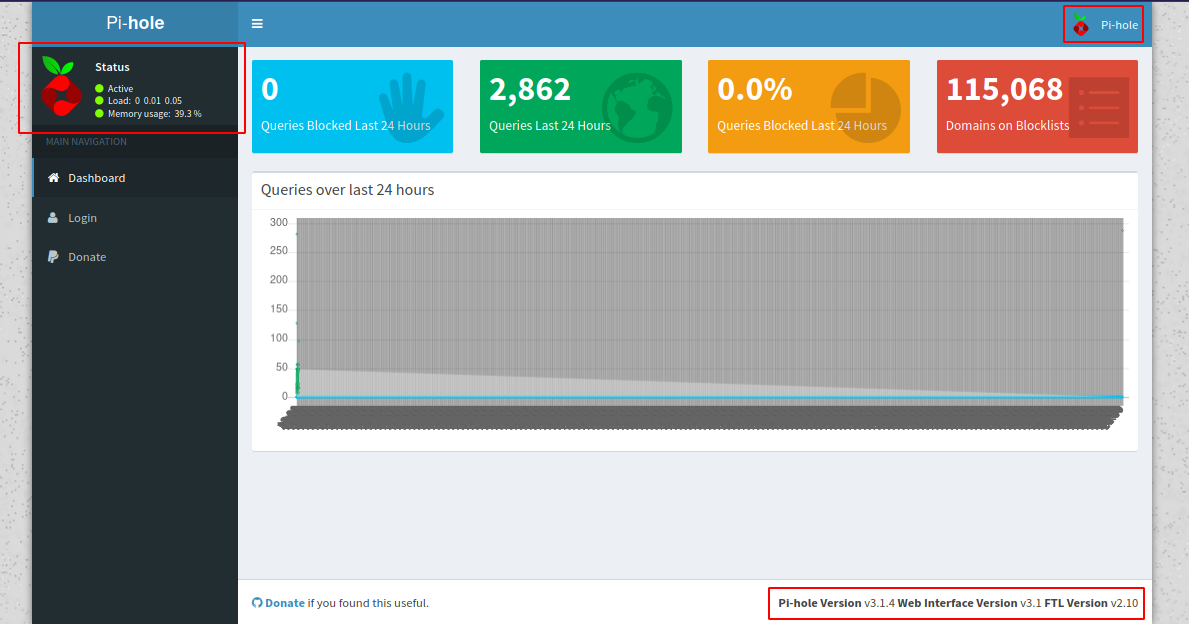 Pi-hole
Pi-hole
Status
Active
Load: 0 0.01 0.05
Memory usage: 39.3 %
MAIN NAVIGATION
Dashboard
Login
Donate
0
Queries Blocked Last 24 Hours
2,862
Queries Last 24 Hours
0.0%
Queries Blocked Last 24 Hours
115,068
Domains on Blocklists
Queries over last 24 hours
300
250
200
150
100
50
0
Donate if you found this useful.
Pi-hole Version v3.1.4 Web Interface Version v3.1 FTL Version v2.10